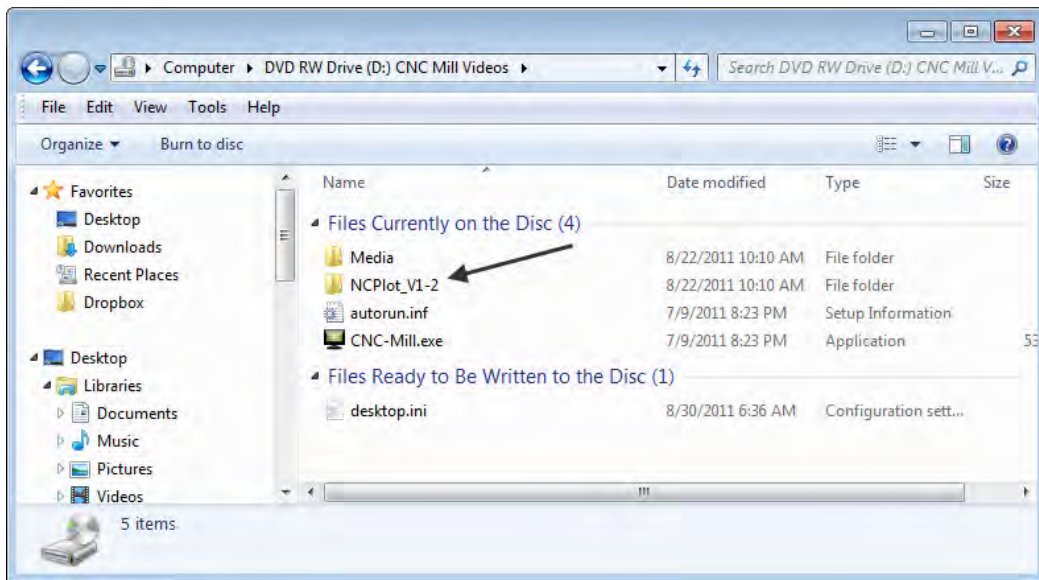 Computer ▸ DVD RW Drive (D:) CNC Mill Videos ▸ Search DVD RW Drive (D:) CNC Mill V...
File Edit View Tools Help
Organize Burn to disc
Name Date modified Type Size
Favorites
Desktop
Downloads
Recent Places
Dropbox
Desktop
Libraries
Documents
Music
Pictures
Videos
Files Currently on the Disc (4)
Media 8/22/2011 10:10 AM File folder
NCPlot_V1-2 8/22/2011 10:10 AM File folder
autorun.inf 7/9/2011 8:23 PM Setup Information
CNC-Mill.exe 7/9/2011 8:23 PM Application 53
Files Ready to Be Written to the Disc (1)
desktop.ini 8/30/2011 6:36 AM Configuration sett...
5 items